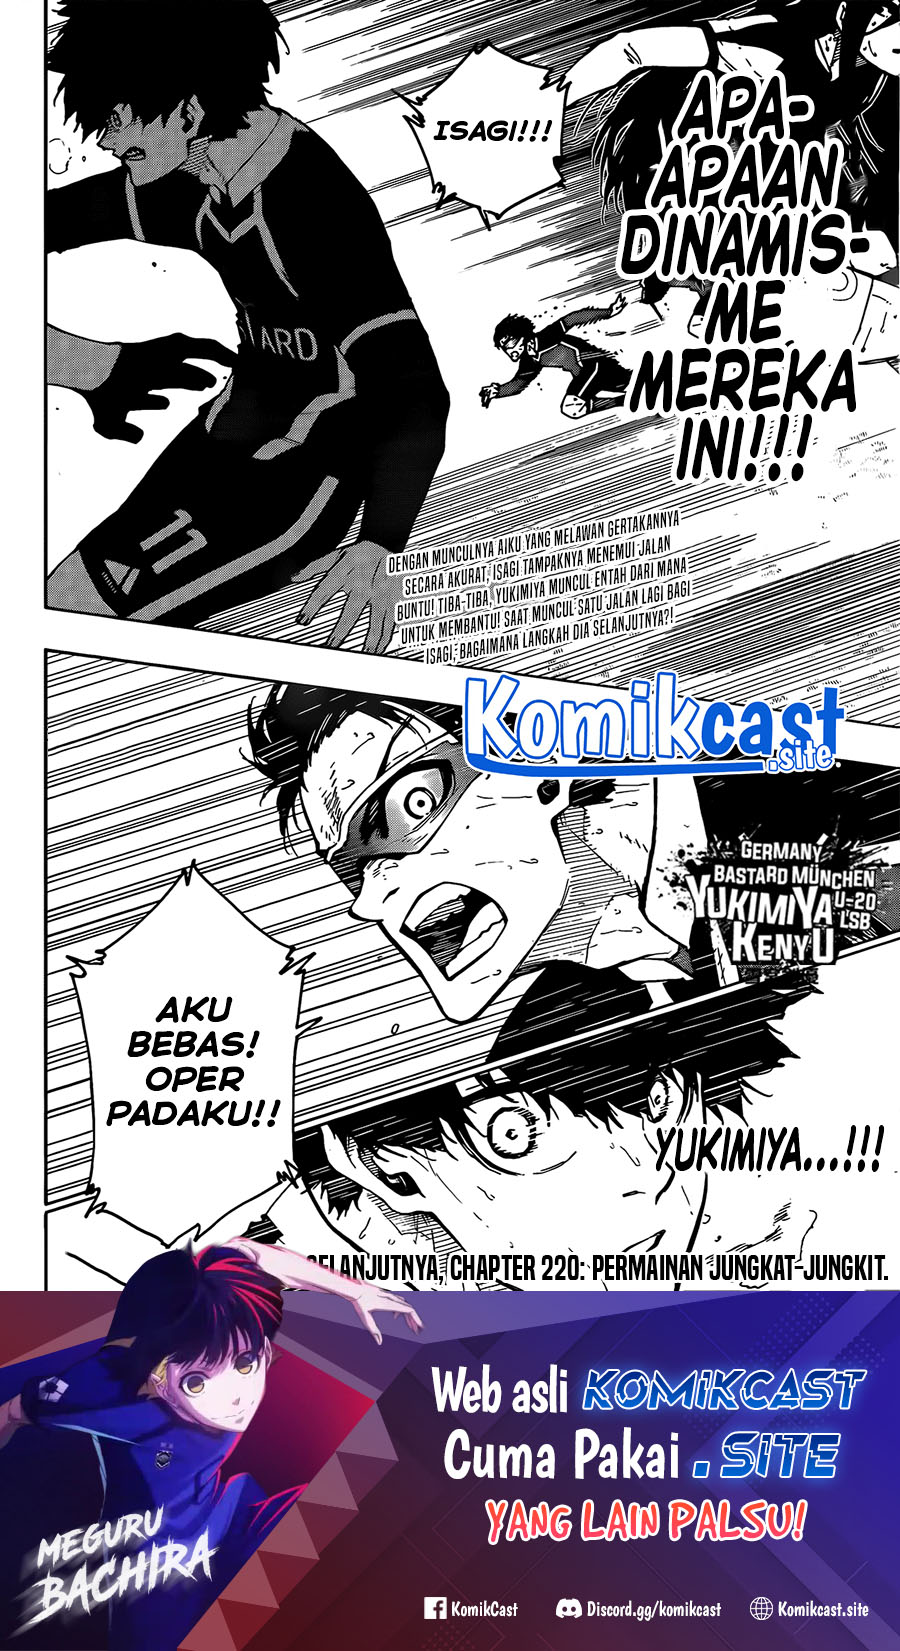 ISAGI!!!
APA-
APAAN
DINAMIS-
ME
MEREKA
INI!!!
ARD
11
DENGAN MUNCULNYA AIKU YANG MELAWAN GERTAKANNYA
SECARA AKURAT, ISAGI TAMPAKNYA MENEMUI JALAN
BUNTU! TIBA-TIBA, YUKIMIYA MUNCUL ENTAH DARI MANA
UNTUK MEMBANTU! SAAT MUNCUL SATU JALAN LAGI BAGI
ISAGI, BAGAIMANA LANGKAH DIA SELANJUTNYA?!
Komikcast
.site
GERMANY
BASTARD MÜNCHEN
YUKIMIYA U-20
LSB
KENYU
AKU
BEBAS!
OPER
PADAKU!!
YUKIMIYA...!!!
SELANJUTNYA, CHAPTER 220: PERMAINAN JUNGKAT-JUNGKIT.
Web asli KOMIKCAST
Cuma Pakai .SITE
YANG LAIN PALSU!
MEGURU
BACHIRA
KomikCast
Discord.gg/komikcast
Komikcast.site